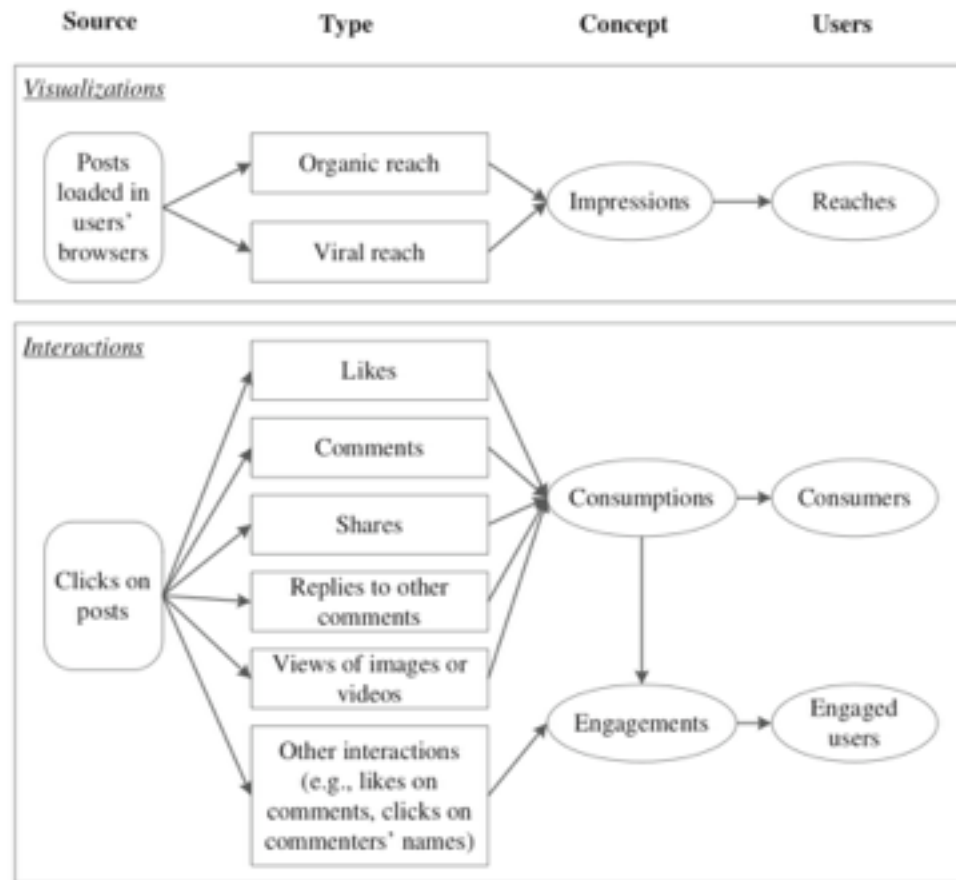 Source Type Concept Users
Visualizations
Posts
loaded in
users'
browsers
Organic reach
Viral reach
Impressions
Reaches
Interactions
Clicks on
posts
Likes
Comments
Shares
Replies to other
comments
Views of images or
videos
Other interactions
(e.g., likes on
comments, clicks on
commenters' names)
Consumptions
Consumers
Engagements
Engaged
users